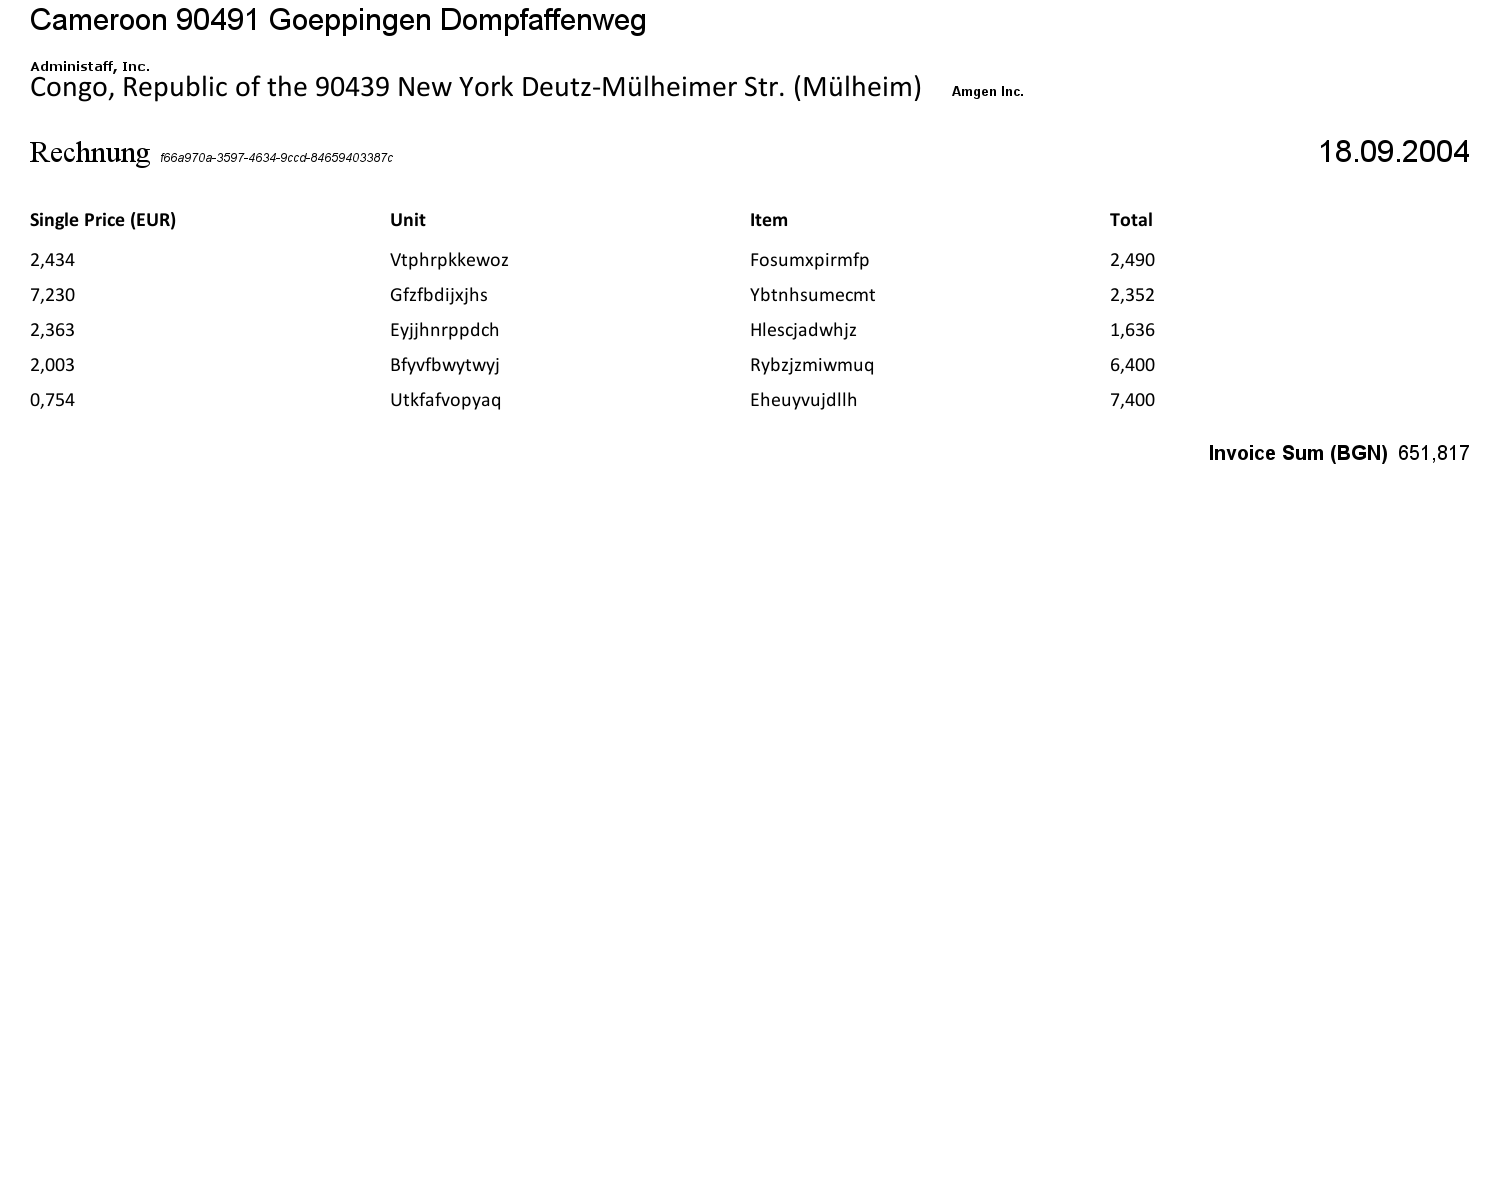 Cameroon 90491 Goeppingen Dompfaffenweg
Administaff, Inc.
Congo, Republic of the 90439 New York Deutz-Mülheimer Str. (Mülheim) Amgen Inc.
Rechnung f66a970a-3597-4634-9ccd-84659403387c 18.09.2004
Single Price (EUR) Unit Item Total
2,434 Vtphrpkkewoz Fosumxpirmfp 2,490
7,230 Gfzfbdijxjhs Ybtnhsumecmt 2,352
2,363 Eyjjhnrppdch Hlescjadwhjz 1,636
2,003 Bfyvfbwytwyj Rybzjzmiwmuq 6,400
0,754 Utkfafvopyaq Eheuyvujdllh 7,400
Invoice Sum (BGN) 651,817